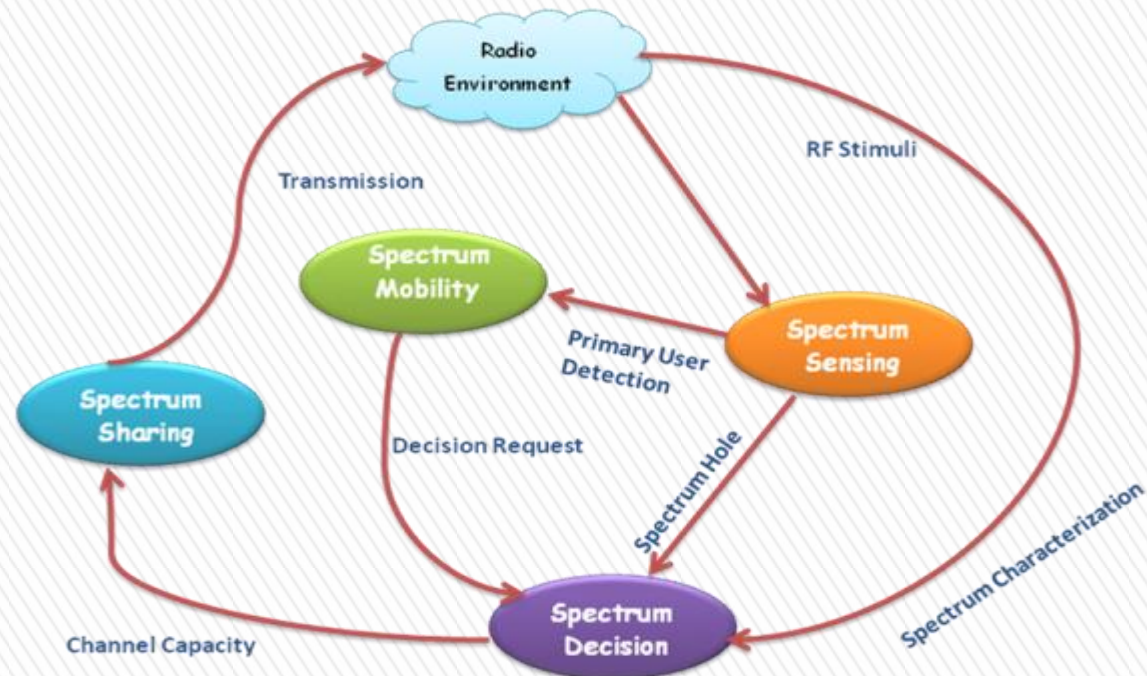 Radio
Environment
RF Stimuli
Transmission
Spectrum
Mobility
Spectrum
Sensing
Primary User
Detection
Spectrum
Sharing
Decision Request
Spectrum Hole
Spectrum Characterization
Spectrum
Decision
Channel Capacity